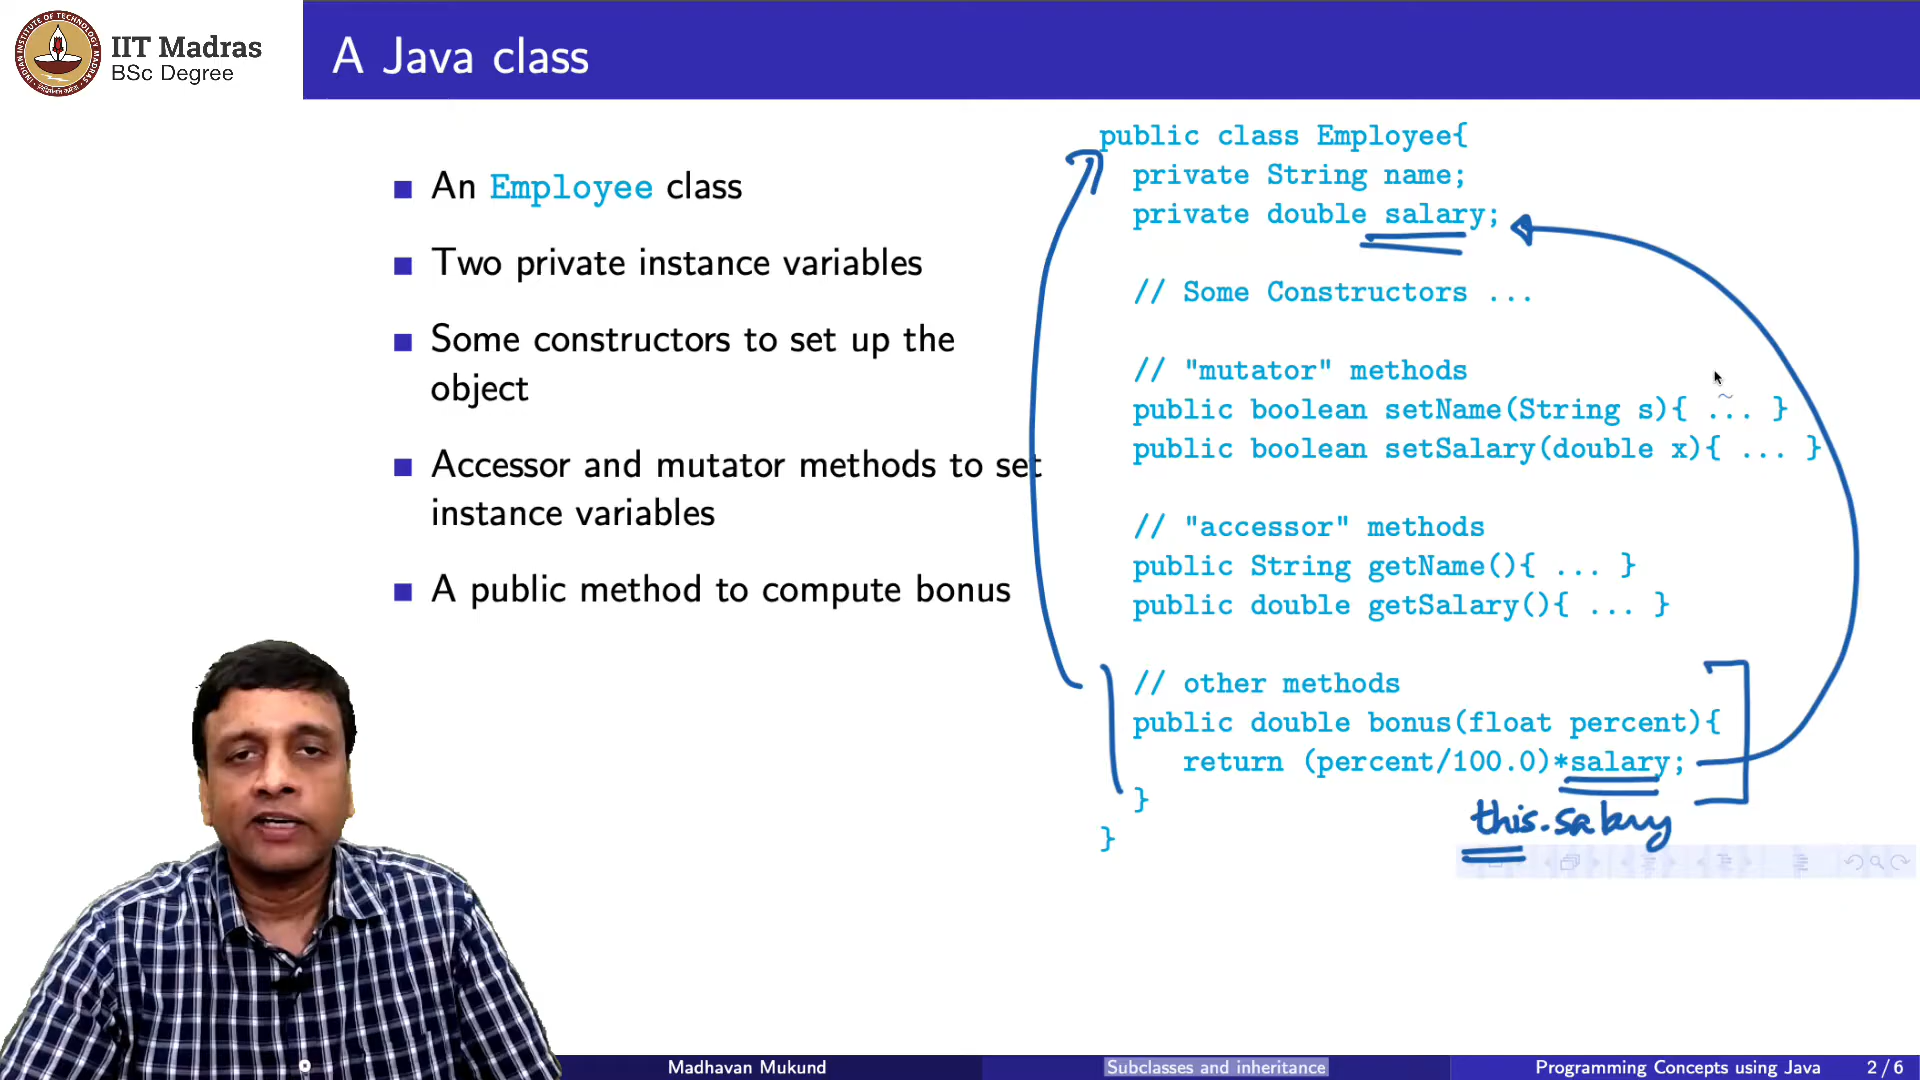 IIT Madras
BSc Degree
A Java class
An Employee class
Two private instance variables
Some constructors to set up the
object
Accessor and mutator methods to set
instance variables
A public method to compute bonus
public class Employee{
private String name;
private double salary;
// Some Constructors ...
// "mutator" methods
public boolean setName(String s){ ... }
public boolean setSalary(double x){ ... }
// "accessor" methods
public String getName(){ ... }
public double getSalary(){ ... }
// other methods
public double bonus(float percent){
return (percent/100.0)*salary;
}
}
this.salary
Madhavan Mukund
Subclasses and inheritance
Programming Concepts using Java
2 / 6